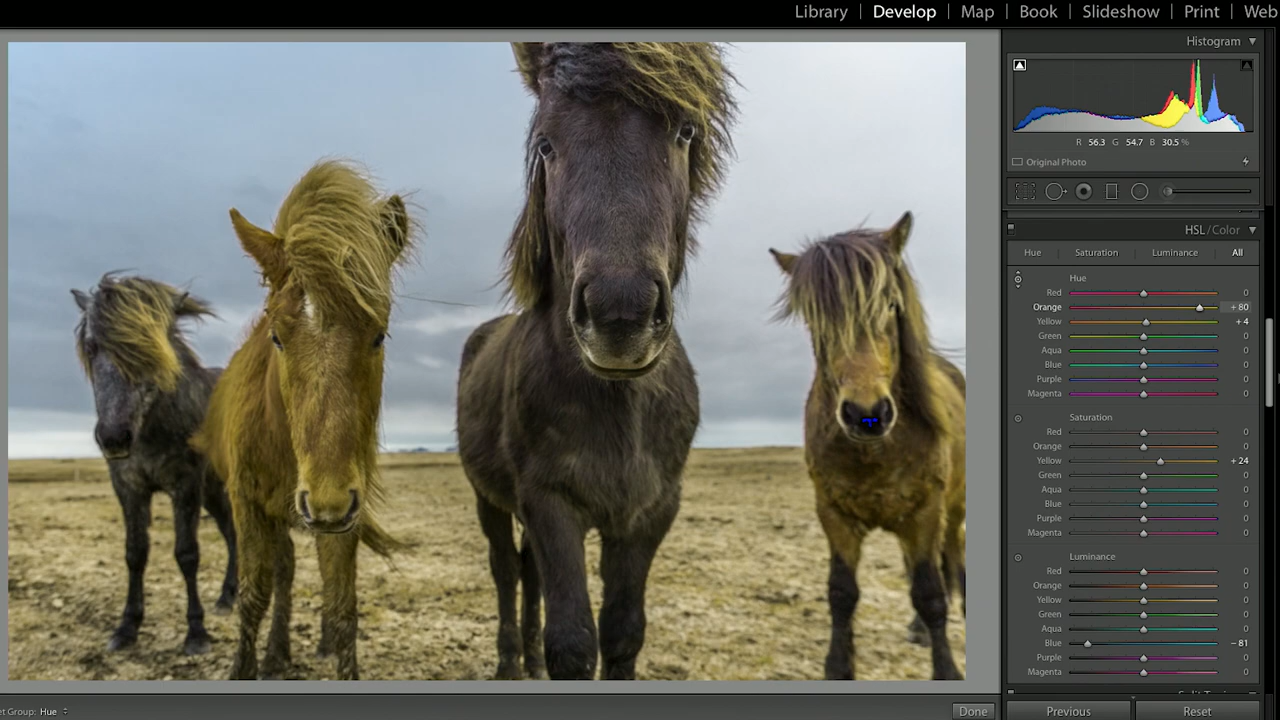 Library | Develop | Map | Book | Slideshow | Print | Web
Histogram
R 56.3 G 54.7 B 30.5 %
Original Photo
HSL / Color
Hue | Saturation | Luminance | All
Hue
Red 0
Orange + 80
Yellow + 4
Green 0
Aqua 0
Blue 0
Purple 0
Magenta 0
Saturation
Red 0
Orange 0
Yellow + 24
Green 0
Aqua 0
Blue 0
Purple 0
Magenta 0
Luminance
Red 0
Orange 0
Yellow 0
Green 0
Aqua 0
Blue − 81
Purple 0
Magenta 0
et Group: Hue
Done
Previous
Reset